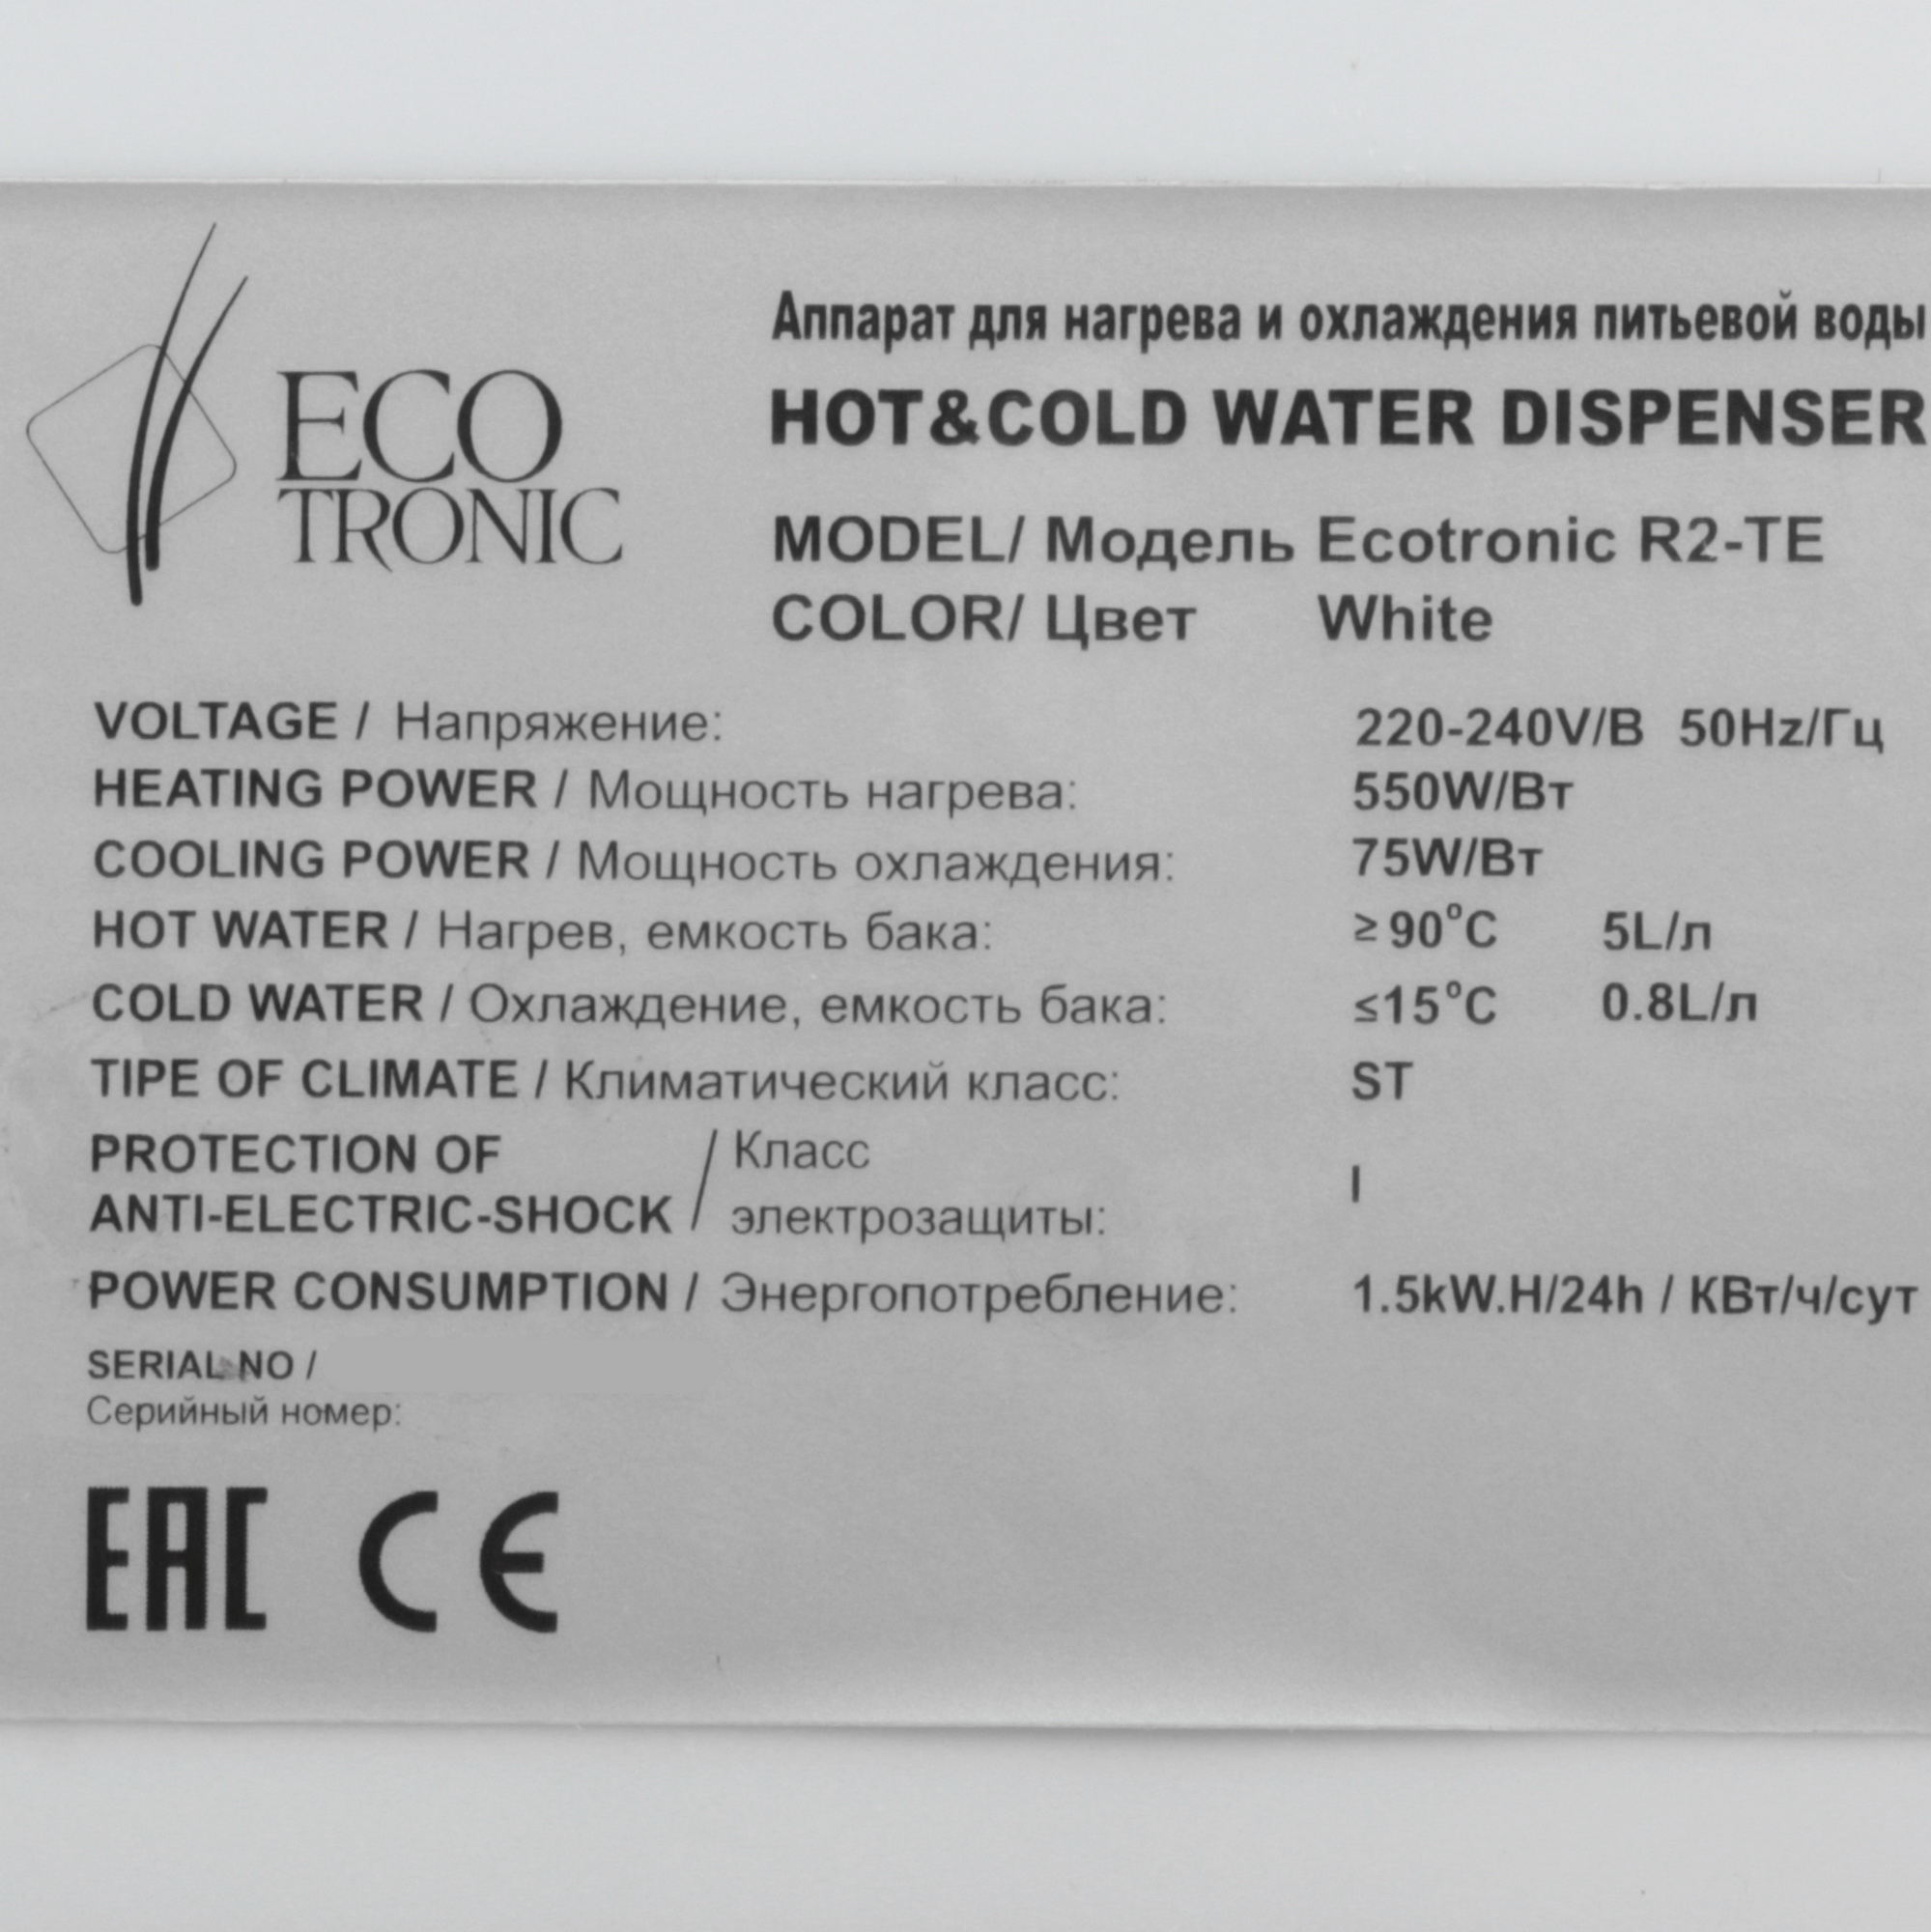 ECO
TRONIC
Аппарат для нагрева и охлаждения питьевой воды
HOT&COLD WATER DISPENSER
MODEL/ Модель Ecotronic R2-TE
COLOR/ Цвет White
VOLTAGE / Напряжение: 220-240V/В 50Hz/Гц
HEATING POWER / Мощность нагрева: 550W/Вт
COOLING POWER / Мощность охлаждения: 75W/Вт
HOT WATER / Нагрев, емкость бака: ≥90°C 5L/л
COLD WATER / Охлаждение, емкость бака: ≤15°C 0.8L/л
TIPE OF CLIMATE / Климатический класс: ST
PROTECTION OF / Класс
ANTI-ELECTRIC-SHOCK электрозащиты: I
POWER CONSUMPTION / Энергопотребление: 1.5kW.H/24h / КВт/ч/сут
SERIAL NO /
Серийный номер:
EAC CE